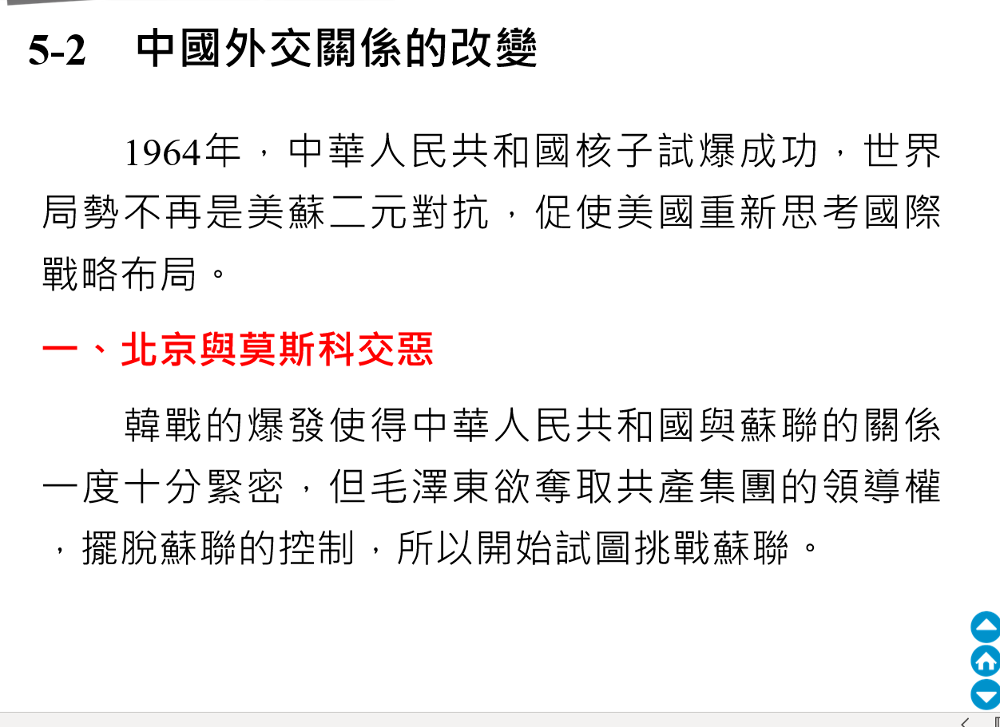 5-2　中國外交關係的改變
1964年，中華人民共和國核子試爆成功，世界
局勢不再是美蘇二元對抗，促使美國重新思考國際
戰略布局。
一、北京與莫斯科交惡
韓戰的爆發使得中華人民共和國與蘇聯的關係
一度十分緊密，但毛澤東欲奪取共產集團的領導權
，擺脫蘇聯的控制，所以開始試圖挑戰蘇聯。